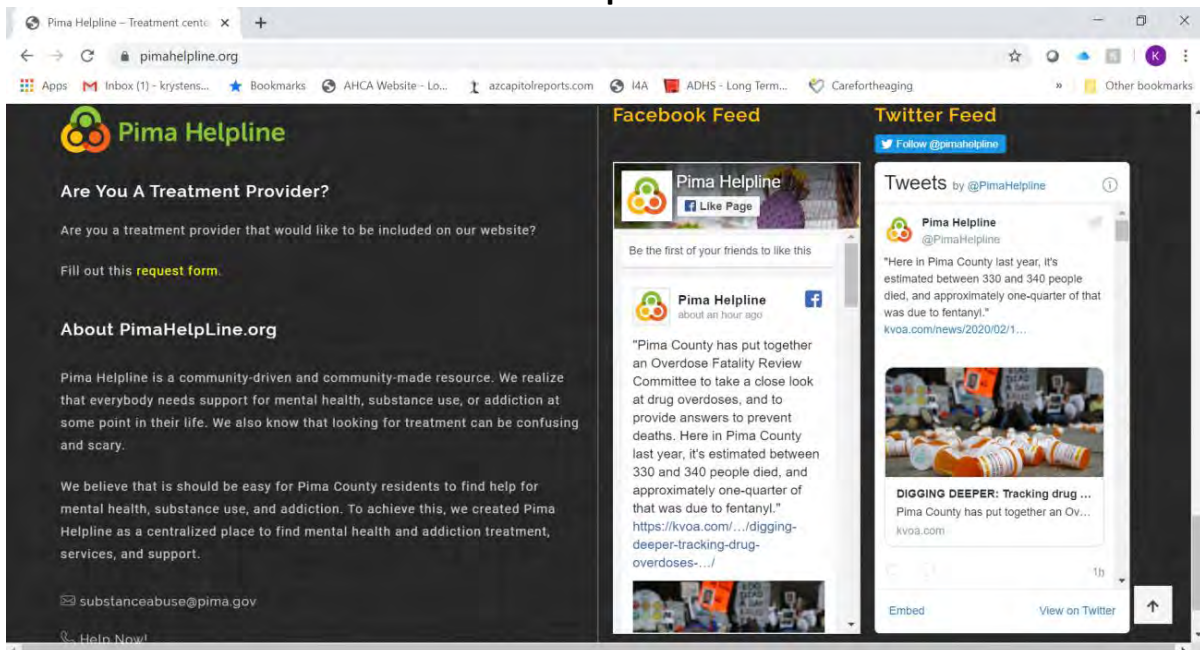 Pima Helpline – Treatment cente
pimahelpline.org
K
Apps
Inbox (1) - krystens...
Bookmarks
AHCA Website - Lo...
azcapitolreports.com
I4A
ADHS - Long Term...
Carefortheaging
»
Other bookmarks
Pima Helpline
Are You A Treatment Provider?
Are you a treatment provider that would like to be included on our website?
Fill out this request form.
About PimaHelpLine.org
Pima Helpline is a community-driven and community-made resource. We realize
that everybody needs support for mental health, substance use, or addiction at
some point in their life. We also know that looking for treatment can be confusing
and scary.
We believe that is should be easy for Pima County residents to find help for
mental health, substance use, and addiction. To achieve this, we created Pima
Helpline as a centralized place to find mental health and addiction treatment,
services, and support.
substanceabuse@pima.gov
Help Now!
Facebook Feed
Pima Helpline
Like Page
Be the first of your friends to like this
Pima Helpline
about an hour ago
"Pima County has put together
an Overdose Fatality Review
Committee to take a close look
at drug overdoses, and to
provide answers to prevent
deaths. Here in Pima County
last year, it's estimated between
330 and 340 people died, and
approximately one-quarter of
that was due to fentanyl."
https://kvoa.com/.../digging-
deeper-tracking-drug-
overdoses-.../
Twitter Feed
Follow @pimahelpline
Tweets by @PimaHelpline
Pima Helpline
@PimaHelpline
"Here in Pima County last year, it's
estimated between 330 and 340 people
died, and approximately one-quarter of that
was due to fentanyl."
kvoa.com/news/2020/02/1...
DIGGING DEEPER: Tracking drug ...
Pima County has put together an Ov...
kvoa.com
1h
Embed
View on Twitter